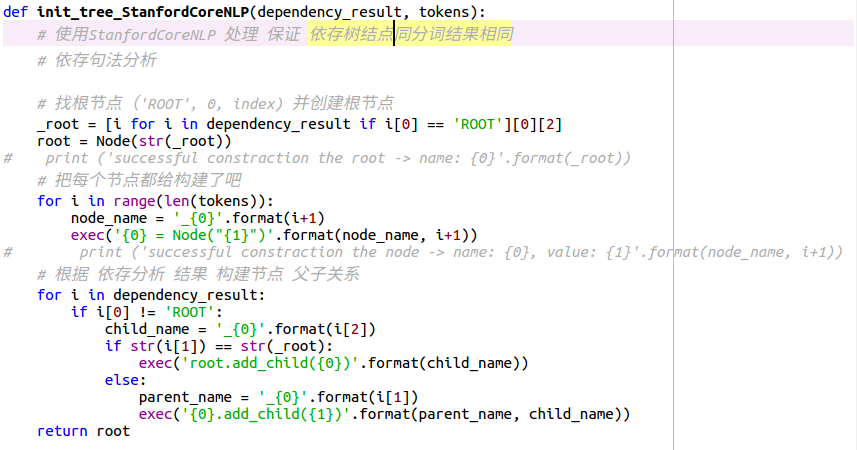 def init_tree_StanfordCoreNLP(dependency_result, tokens):
    # 使用StanfordCoreNLP 处理 保证 依存树结点同分词结果相同
    # 依存句法分析
    # 找根节点（'ROOT', 0, index）并创建根节点
    _root = [i for i in dependency_result if i[0] == 'ROOT'][0][2]
    root = Node(str(_root))
#    print ('successful constraction the root -> name: {0}'.format(_root))
    # 把每个节点都给构建了吧
    for i in range(len(tokens)):
        node_name = '_{0}'.format(i+1)
        exec('{0} = Node("{1}")'.format(node_name, i+1))
#        print ('successful constraction the node -> name: {0}, value: {1}'.format(node_name, i+1))
    # 根据 依存分析 结果 构建节点 父子关系
    for i in dependency_result:
        if i[0] != 'ROOT':
            child_name = '_{0}'.format(i[2])
            if str(i[1]) == str(_root):
                exec('root.add_child({0})'.format(child_name))
            else:
                parent_name = '_{0}'.format(i[1])
                exec('{0}.add_child({1})'.format(parent_name, child_name))
    return root